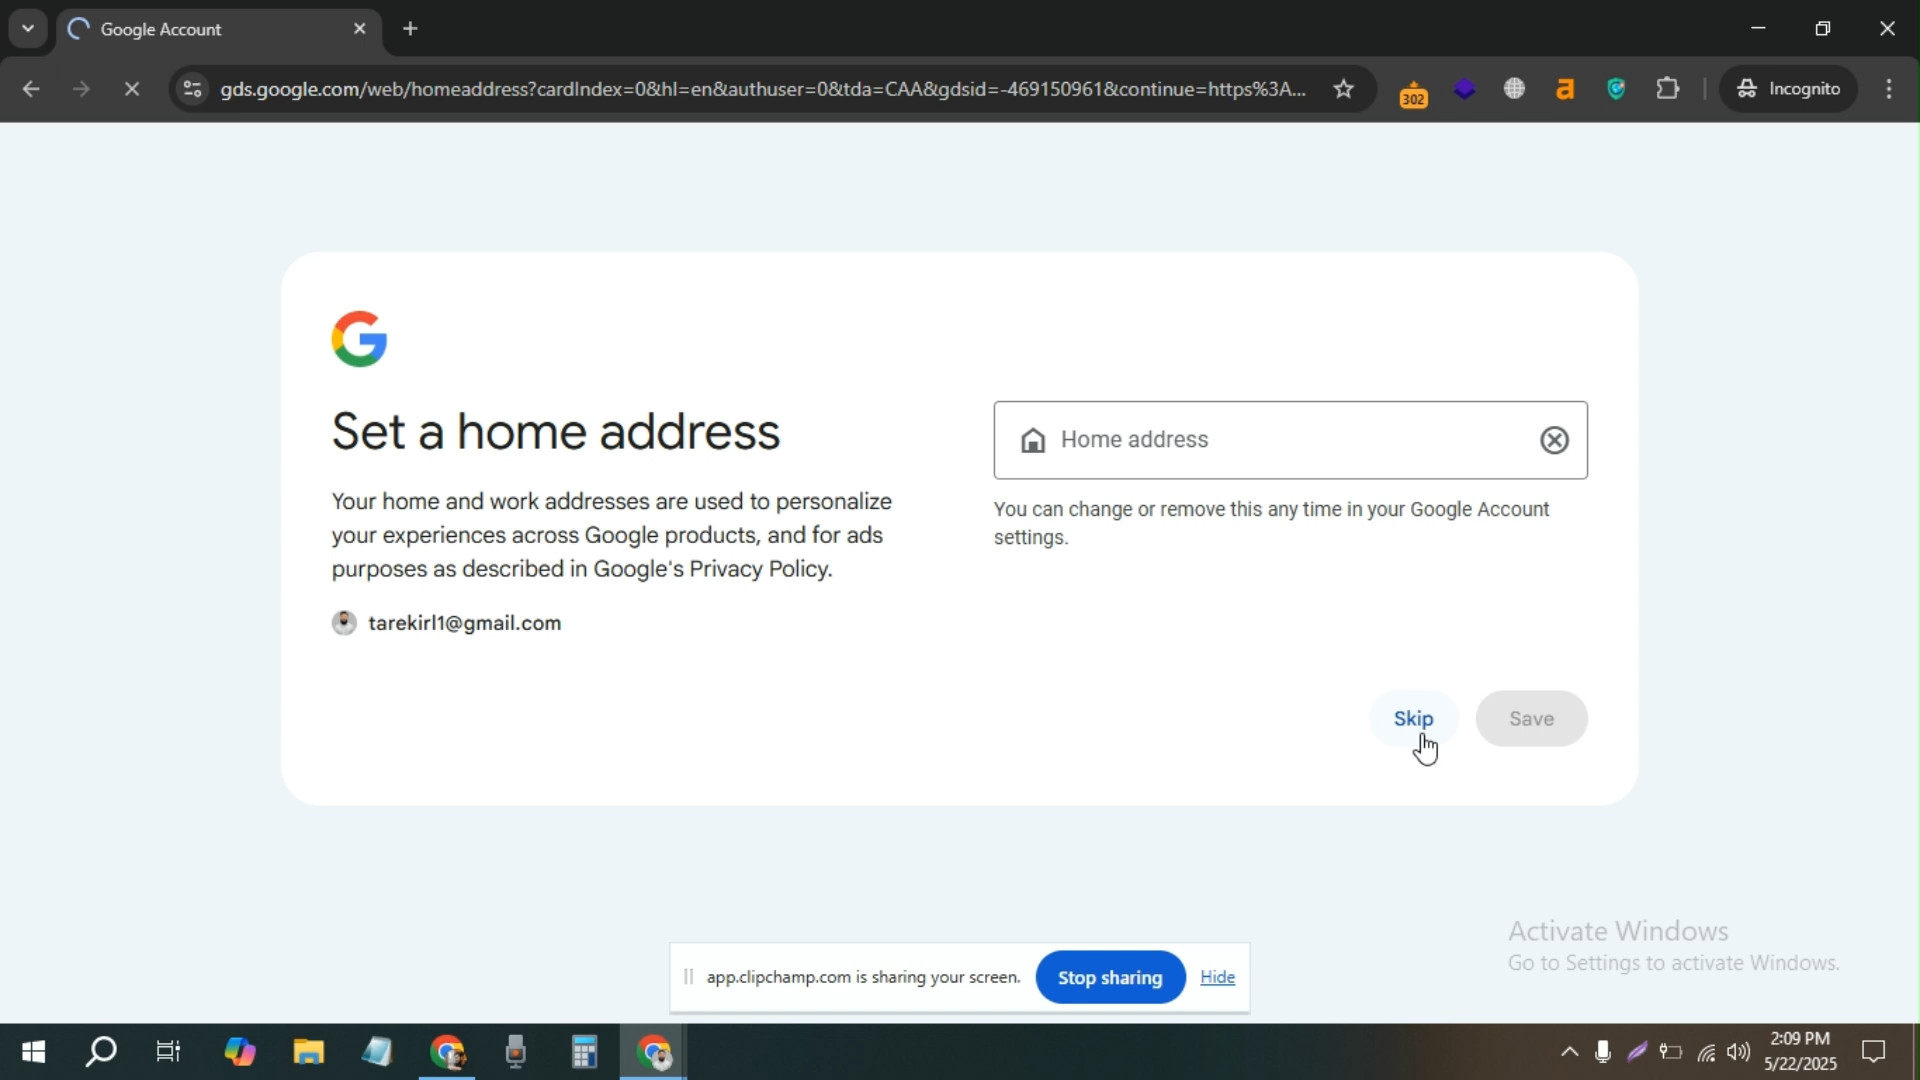 Google Account
gds.google.com/web/homeaddress?cardIndex=0&hl=en&authuser=0&tda=CAA&gdsid=-469150961&continue=https%3A...
302
Incognito
Set a home address
Your home and work addresses are used to personalize
your experiences across Google products, and for ads
purposes as described in Google's Privacy Policy.
tarekirl1@gmail.com
Home address
You can change or remove this any time in your Google Account
settings.
Skip
Save
Activate Windows
Go to Settings to activate Windows.
app.clipchamp.com is sharing your screen.
Stop sharing
Hide
2:09 PM
5/22/2025